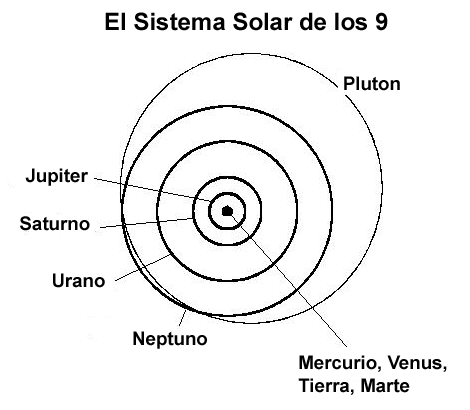 El Sistema Solar de los 9
Pluton
Jupiter
Saturno
Urano
Neptuno
Mercurio, Venus,
Tierra, Marte